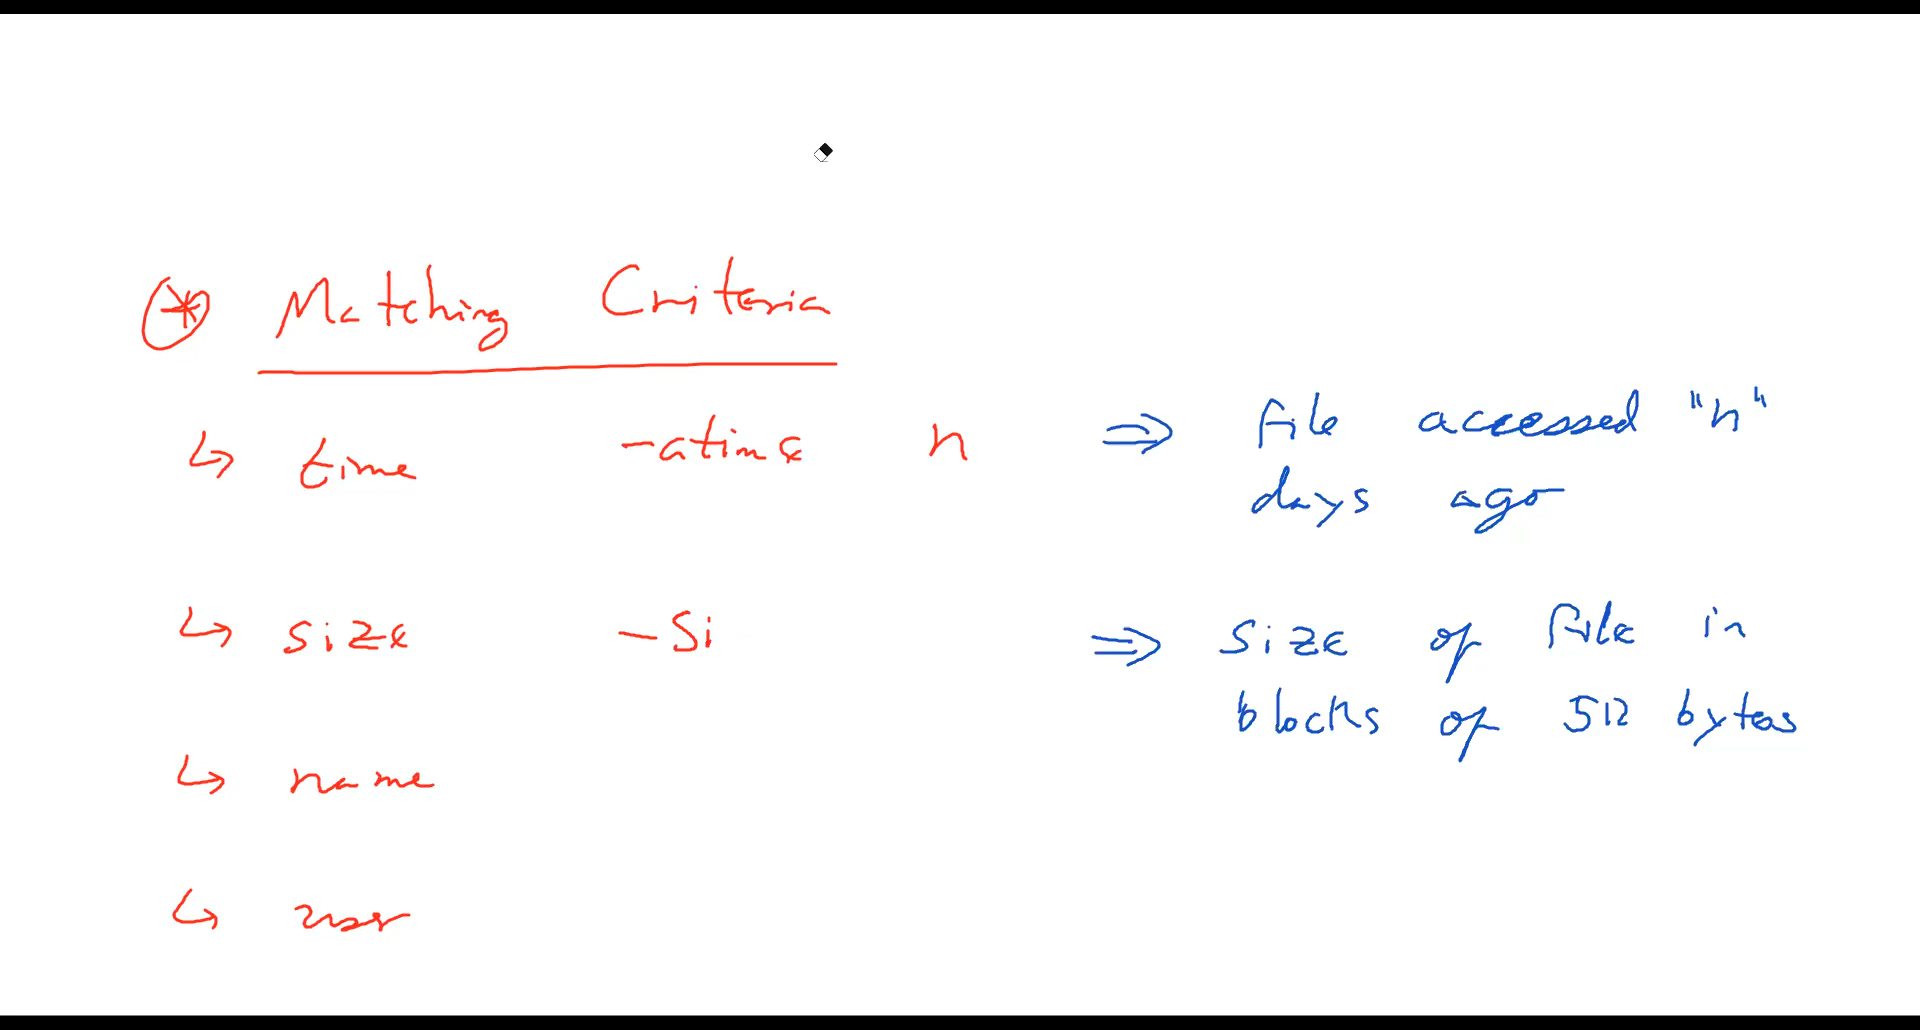 * Matching Criteria
↳ time -atime n ⇒ file accessed "n"
days ago
↳ size -Si ⇒ size of file in
blocks of 512 bytes
↳ name
↳ user